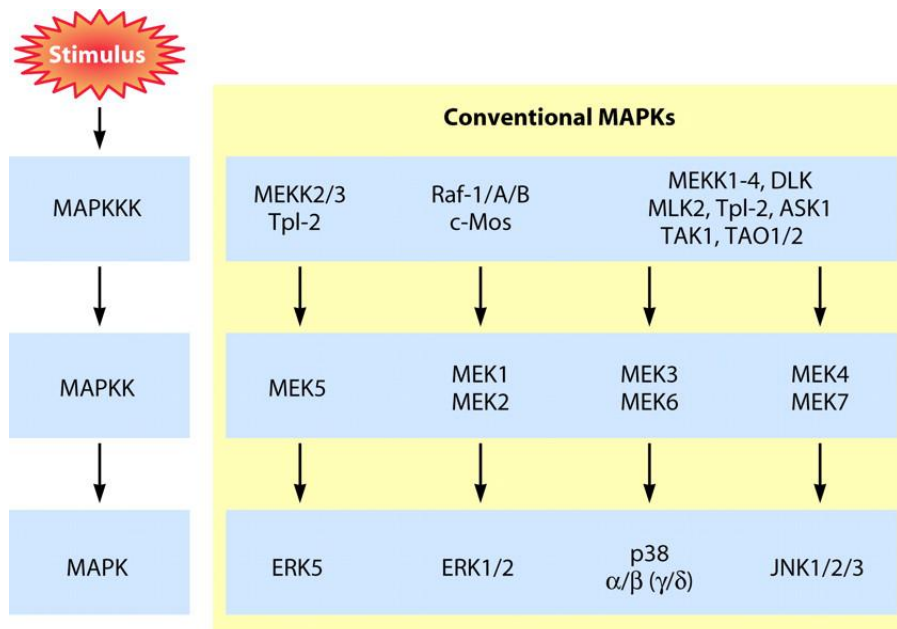 Stimulus
Conventional MAPKs
MAPKKK
MEKK2/3
Tpl-2
Raf-1/A/B
c-Mos
MEKK1-4, DLK
MLK2, Tpl-2, ASK1
TAK1, TAO1/2
MAPKK
MEK5
MEK1
MEK2
MEK3
MEK6
MEK4
MEK7
MAPK
ERK5
ERK1/2
p38
α/β (γ/δ)
JNK1/2/3